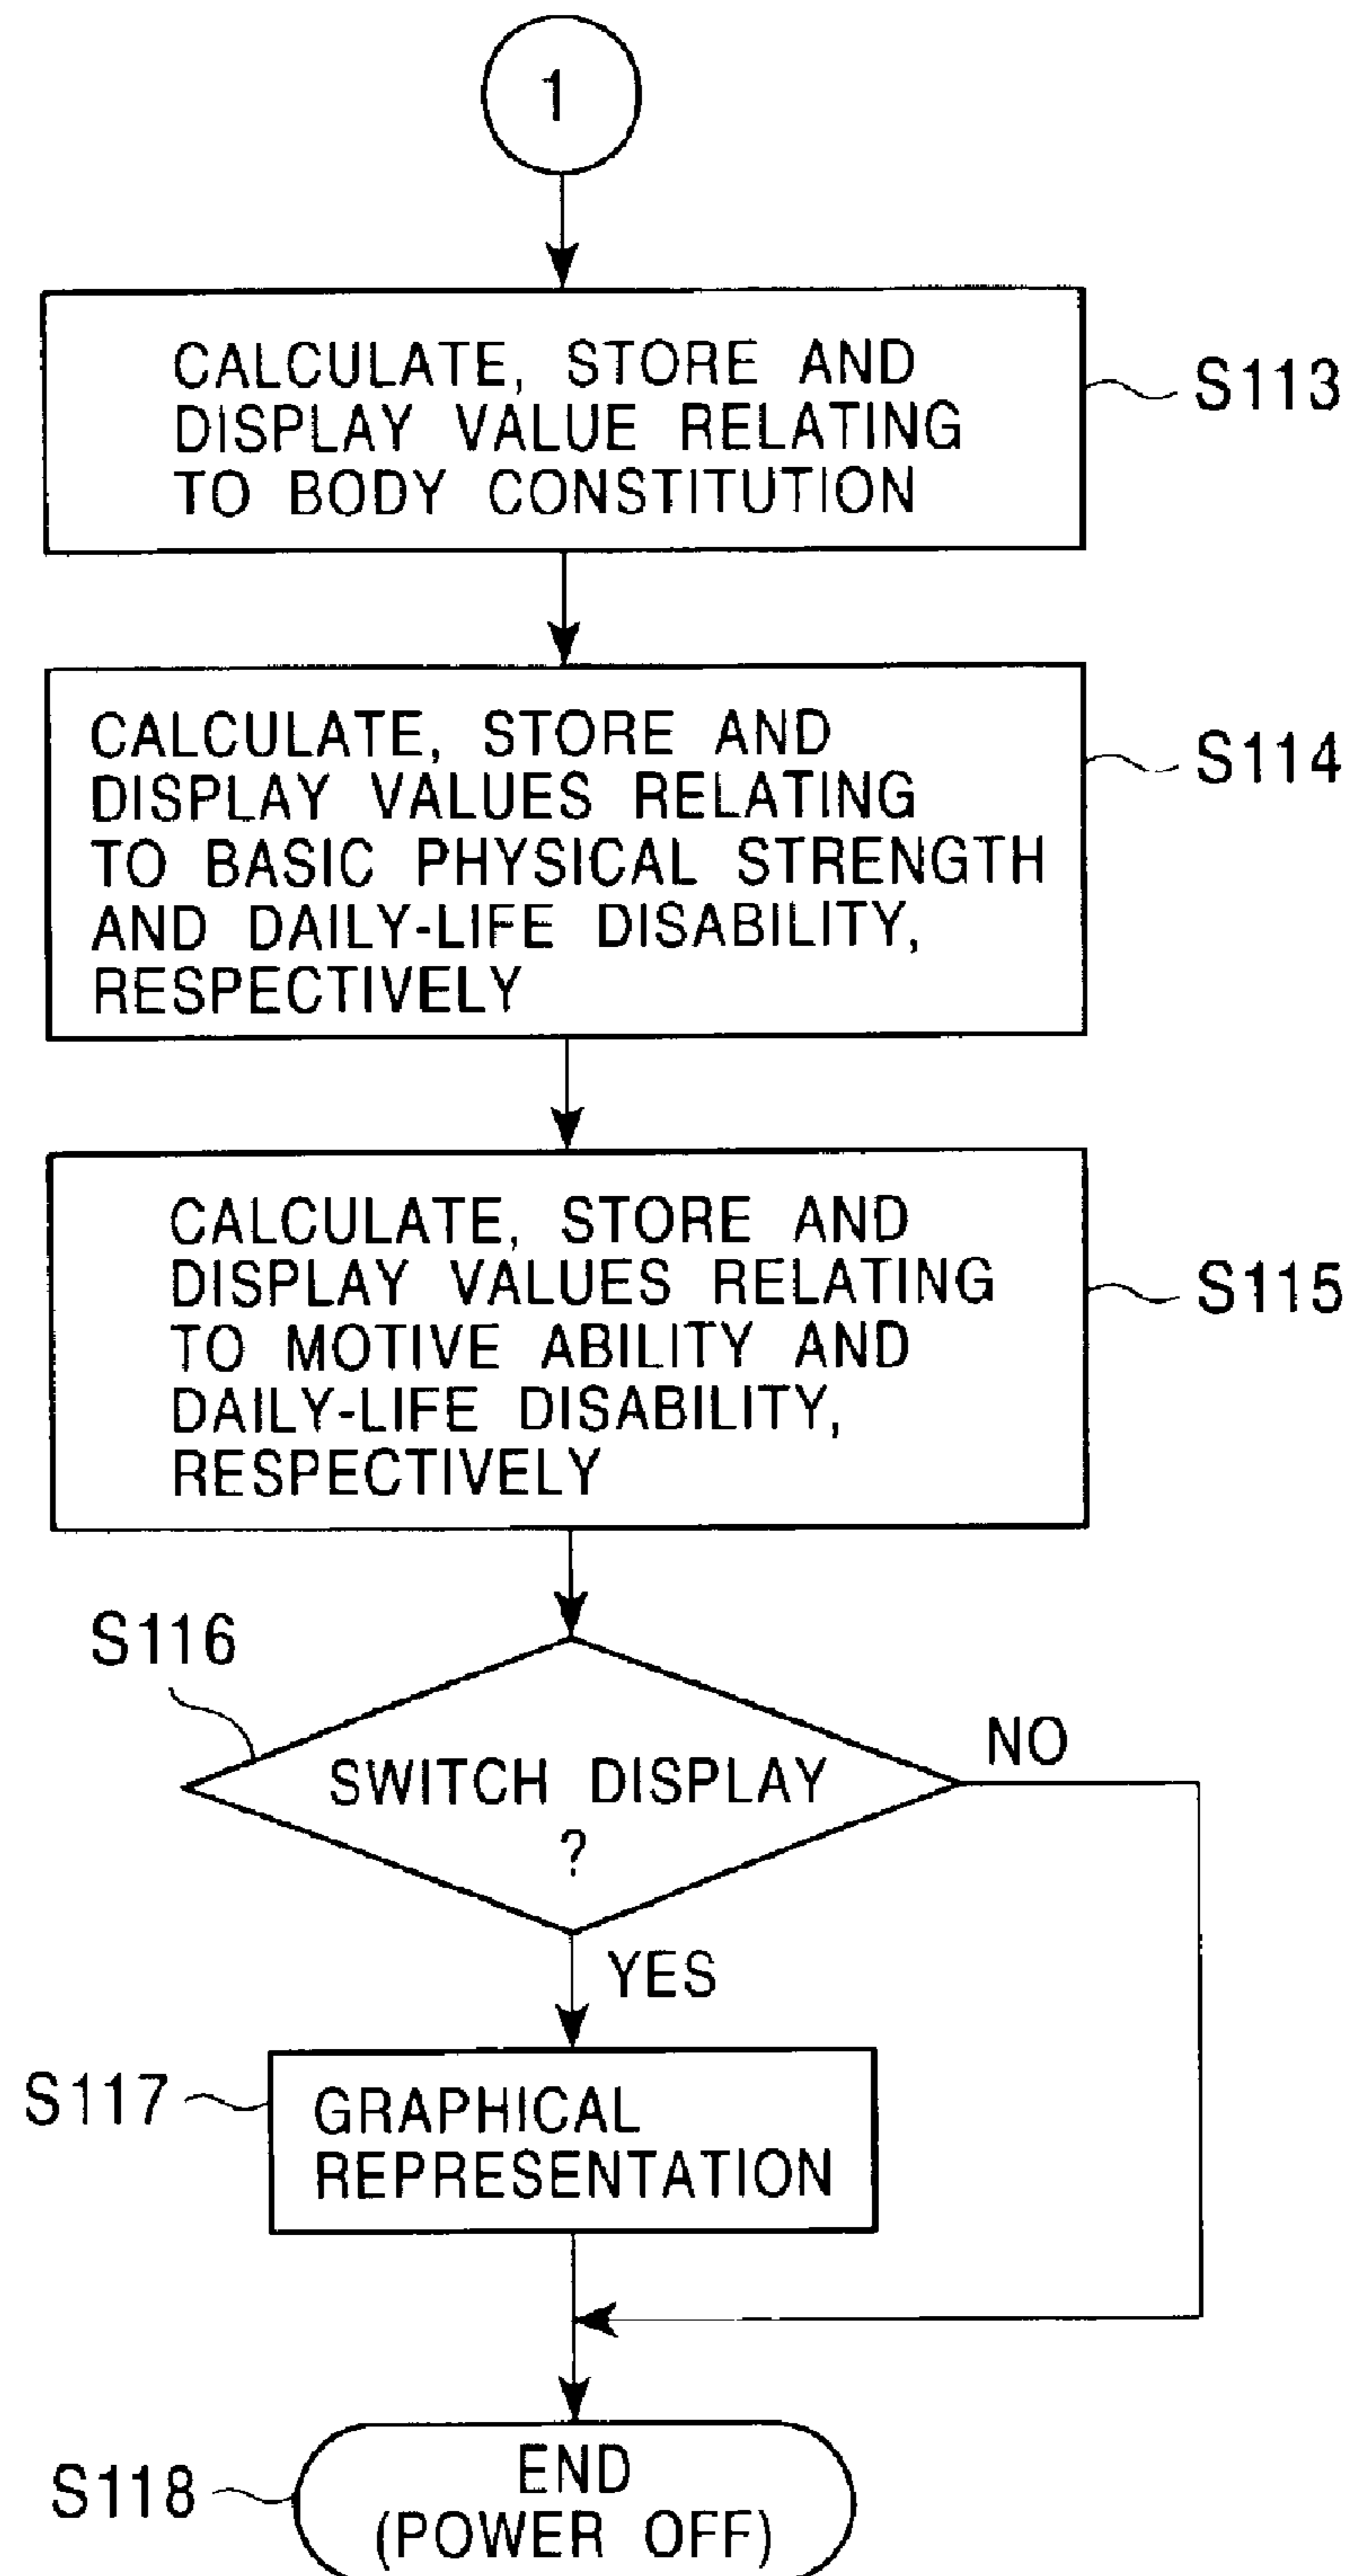 1
CALCULATE, STORE AND
DISPLAY VALUE RELATING
TO BODY CONSTITUTION
S113
CALCULATE, STORE AND
DISPLAY VALUES RELATING
TO BASIC PHYSICAL STRENGTH
AND DAILY-LIFE DISABILITY,
RESPECTIVELY
S114
CALCULATE, STORE AND
DISPLAY VALUES RELATING
TO MOTIVE ABILITY AND
DAILY-LIFE DISABILITY,
RESPECTIVELY
S115
S116
SWITCH DISPLAY
?
NO
YES
S117
GRAPHICAL
REPRESENTATION
S118
END
(POWER OFF)